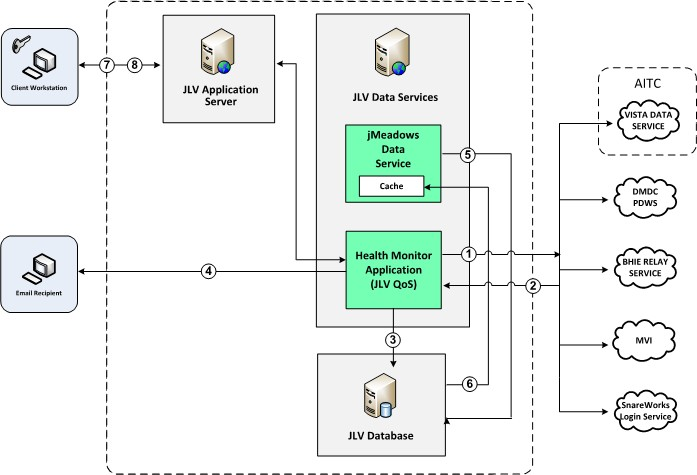 Client Workstation
7
8
JLV Application
Server
JLV Data Services
jMeadows
Data
Service
Cache
5
AITC
VISTA DATA
SERVICE
DMDC
PDWS
BHIE RELAY
SERVICE
MVI
SnareWorks
Login Service
Email Recipient
4
Health Monitor
Application
(JLV QoS)
1
2
3
6
JLV Database